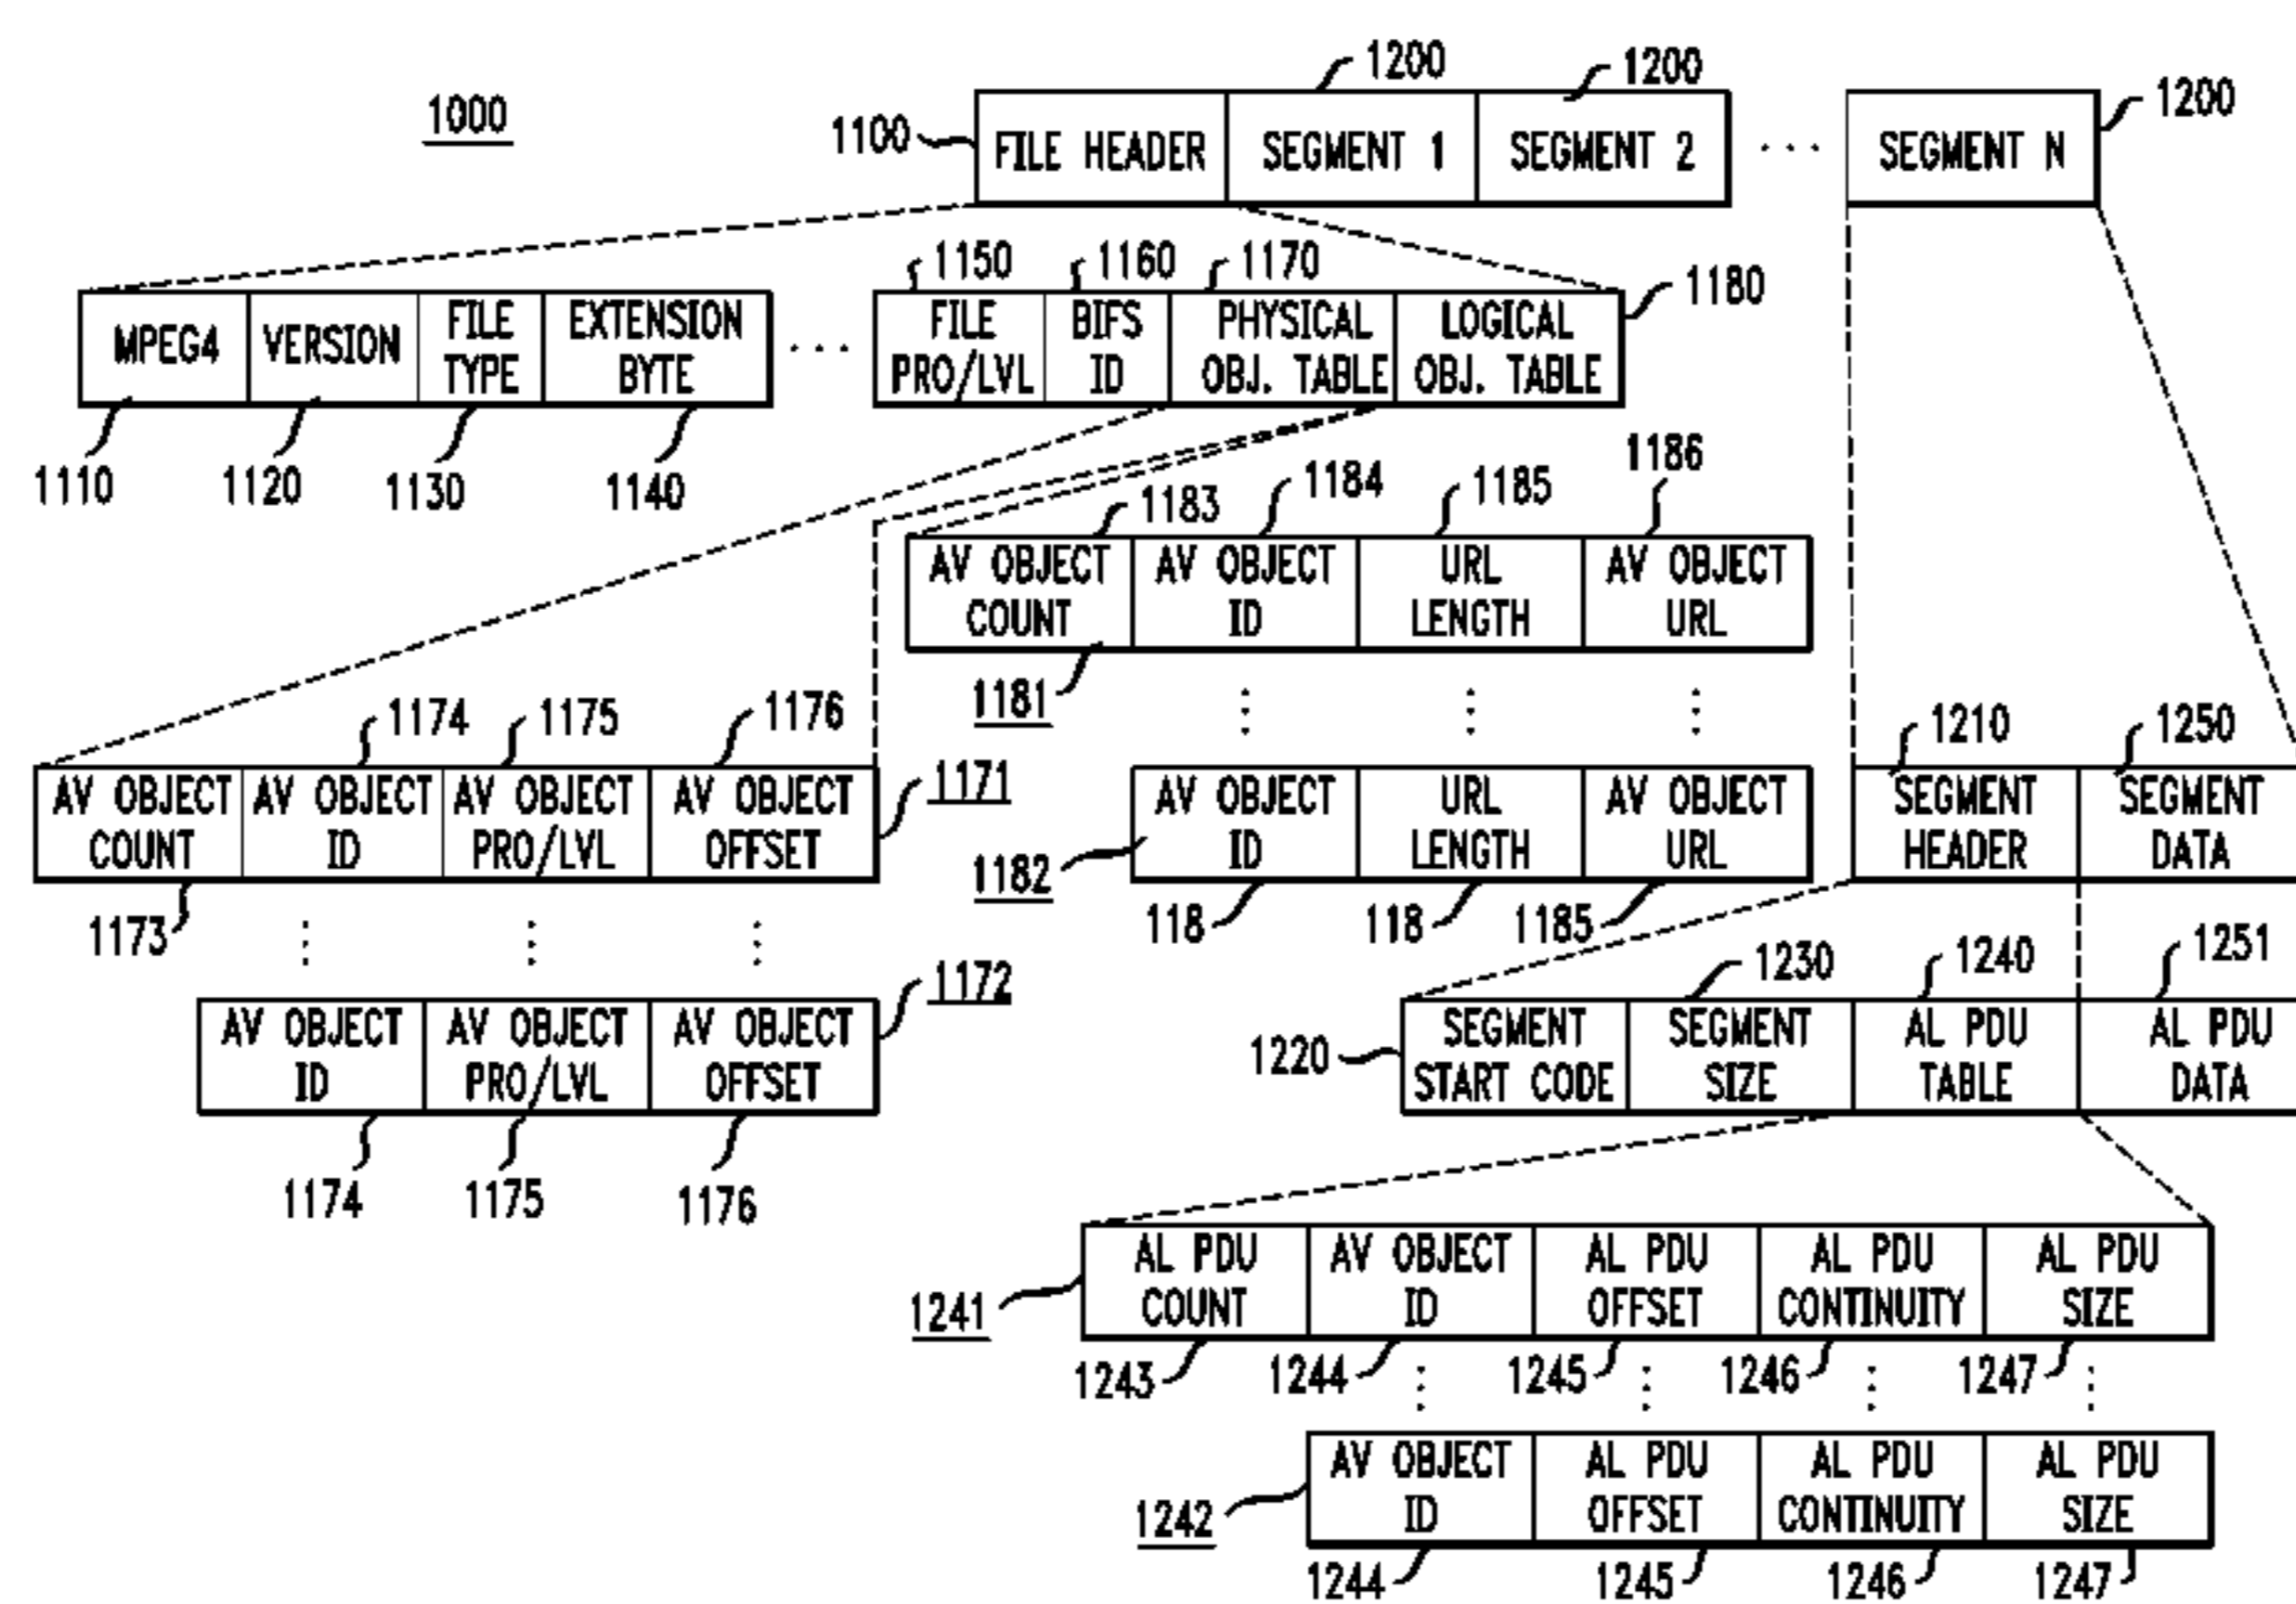 1000
1200
1200
1200
1100
FILE HEADER
SEGMENT 1
SEGMENT 2
. . .
SEGMENT N
1150
1160
1170
1180
MPEG4
VERSION
FILE
TYPE
EXTENSION
BYTE
. . .
FILE
PRO/LVL
BIFS
ID
PHYSICAL
OBJ. TABLE
LOGICAL
OBJ. TABLE
1110
1120
1130
1140
1183
1184
1185
1186
AV OBJECT
COUNT
AV OBJECT
ID
URL
LENGTH
AV OBJECT
URL
1181
1174
1175
1176
1171
AV OBJECT
COUNT
AV OBJECT
ID
AV OBJECT
PRO/LVL
AV OBJECT
OFFSET
1173
1182
AV OBJECT
ID
URL
LENGTH
AV OBJECT
URL
118
118
1185
1210
1250
SEGMENT
HEADER
SEGMENT
DATA
1172
AV OBJECT
ID
AV OBJECT
PRO/LVL
AV OBJECT
OFFSET
1174
1175
1176
1230
1240
1251
1220
SEGMENT
START CODE
SEGMENT
SIZE
AL PDU
TABLE
AL PDU
DATA
1241
AL PDU
COUNT
AV OBJECT
ID
AL PDU
OFFSET
AL PDU
CONTINUITY
AL PDU
SIZE
1243
1244
1245
1246
1247
1242
AV OBJECT
ID
AL PDU
OFFSET
AL PDU
CONTINUITY
AL PDU
SIZE
1244
1245
1246
1247